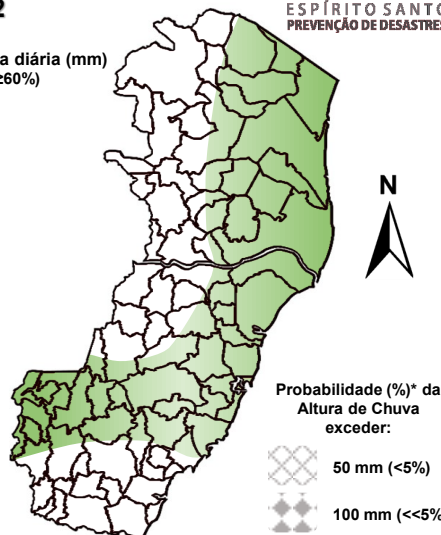 2
ESPÍRITO SANTO
PREVENÇÃO DE DESASTRES
a diária (mm)
≥60%)
N
Probabilidade (%)* da
Altura de Chuva
exceder:
50 mm (<5%)
100 mm (<<5%